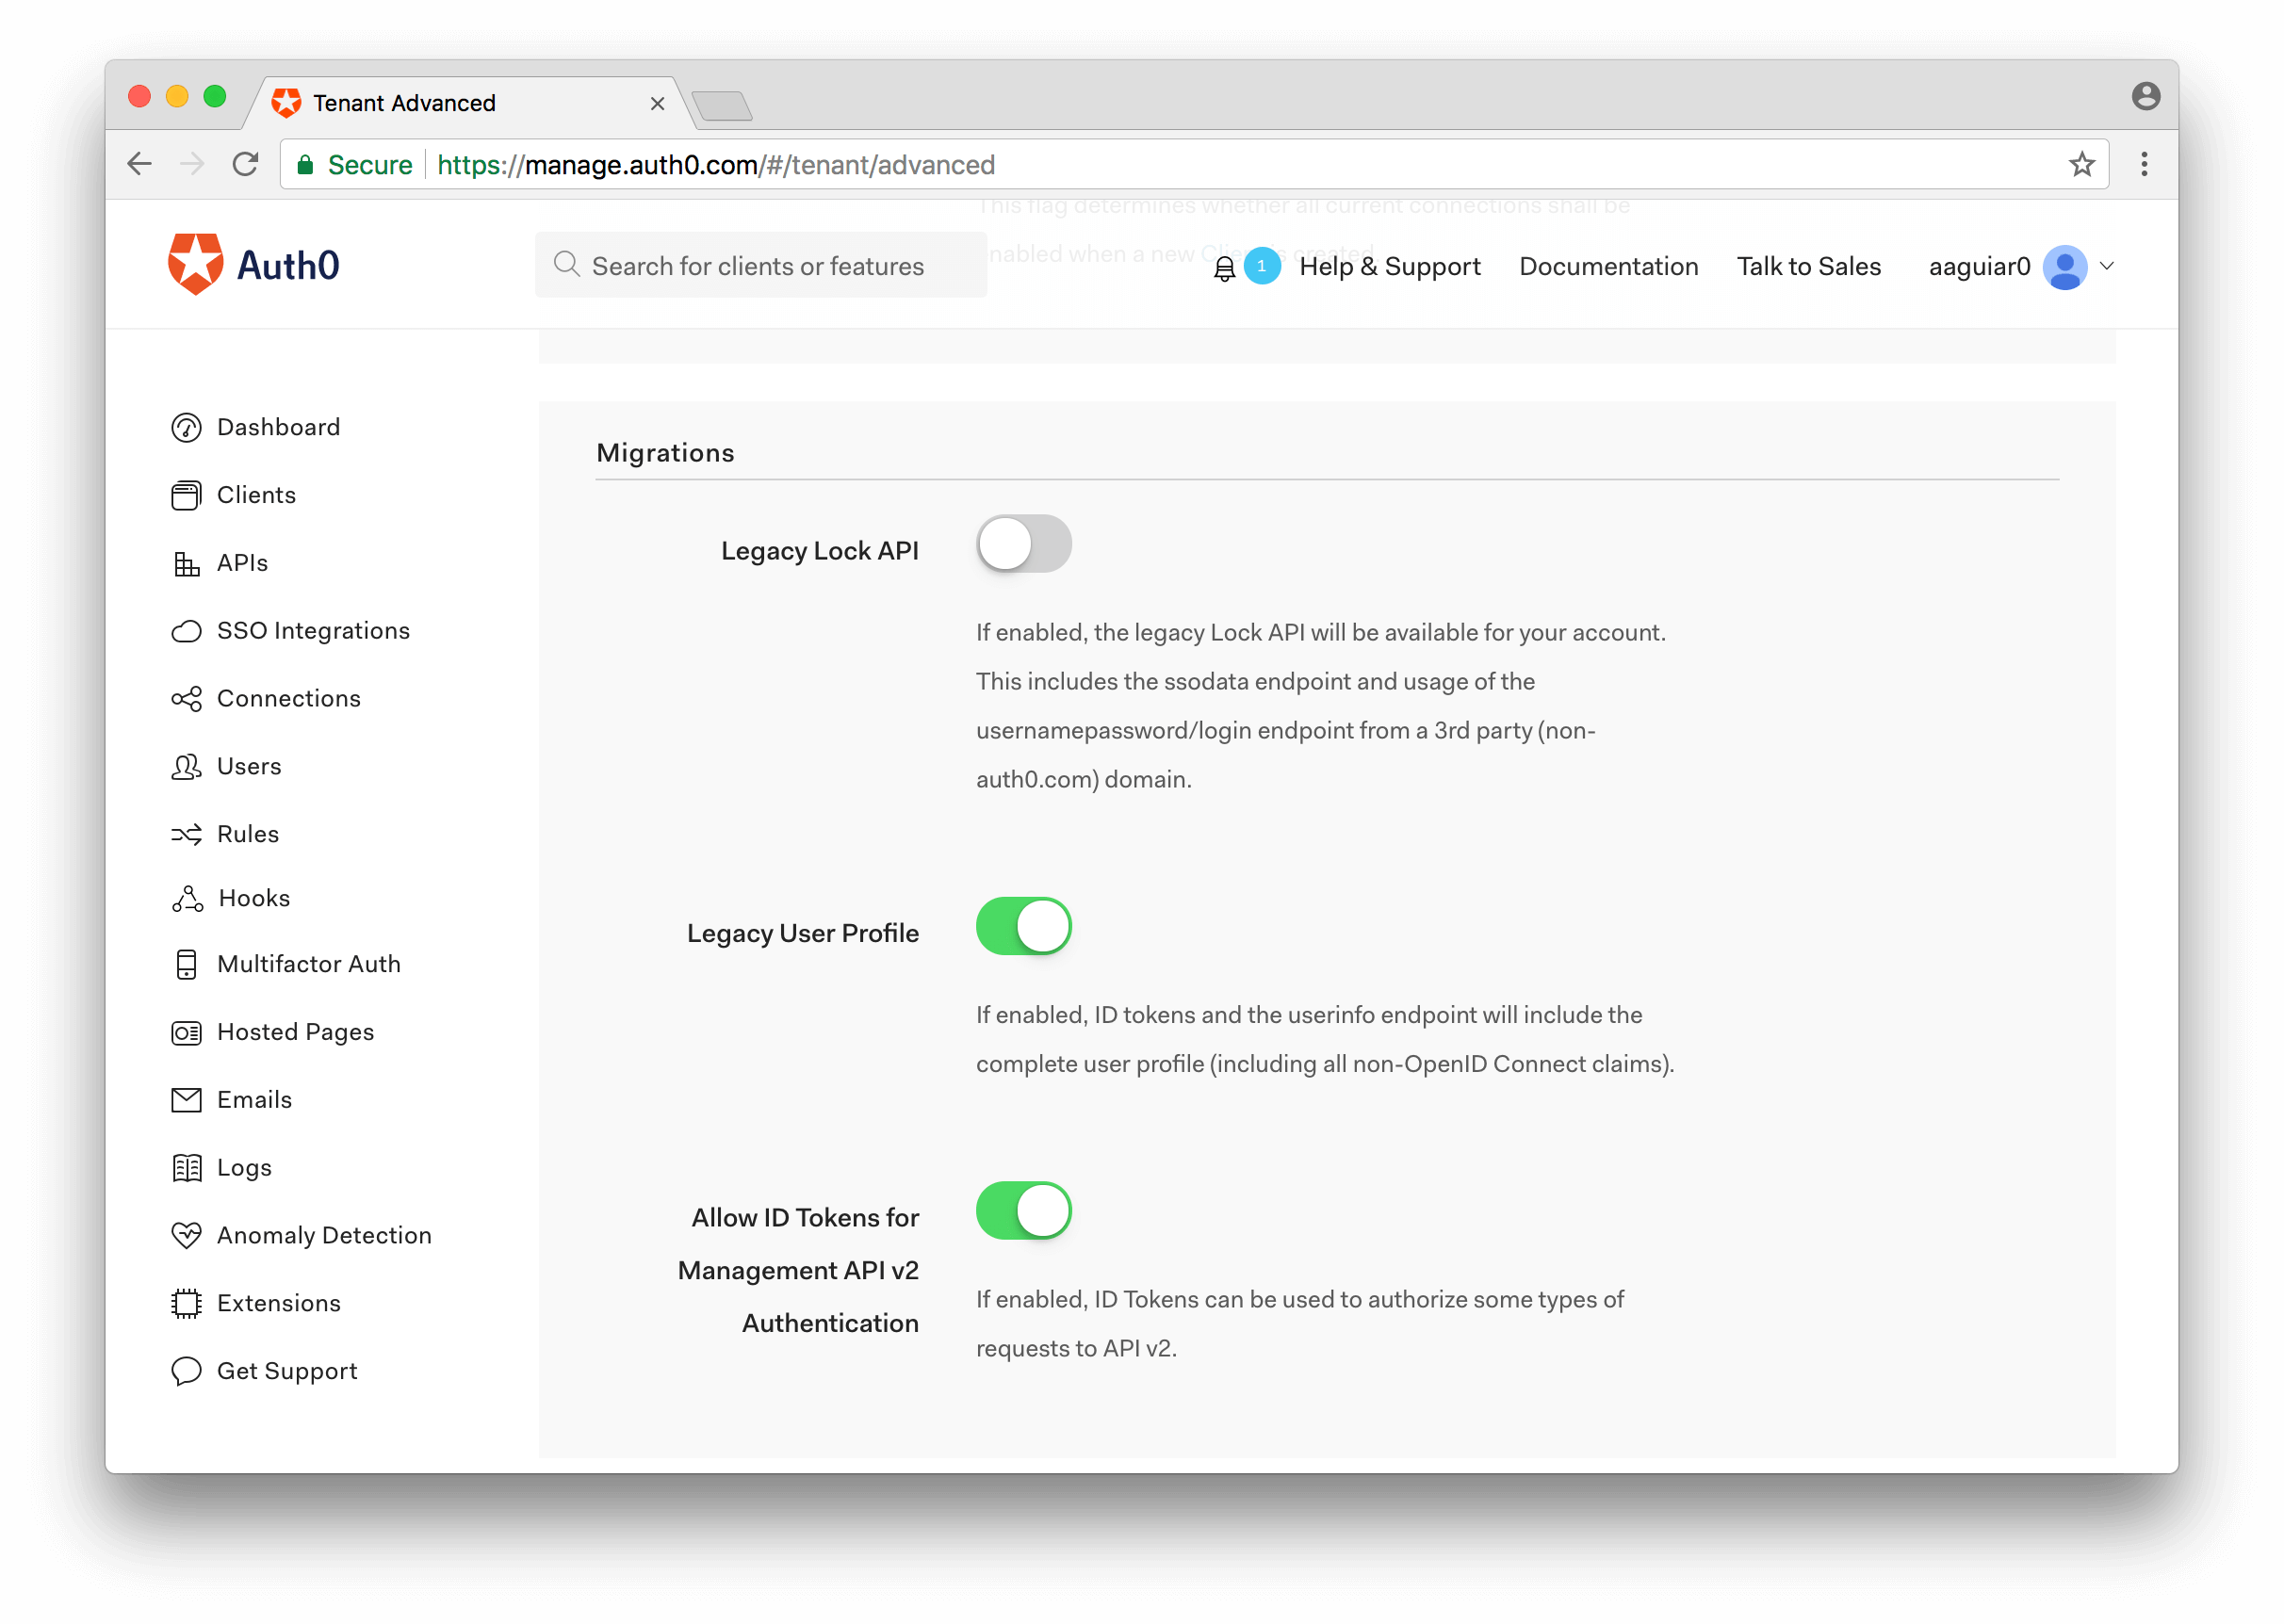 Tenant Advanced
Secure https://manage.auth0.com/#/tenant/advanced
This flag determines whether all current connections shall be
enabled when a new Client is created.
Auth0
Search for clients or features
1
Help & Support
Documentation
Talk to Sales
aaguiar0
Dashboard
Clients
APIs
SSO Integrations
Connections
Users
Rules
Hooks
Multifactor Auth
Hosted Pages
Emails
Logs
Anomaly Detection
Extensions
Get Support
Migrations
Legacy Lock API
If enabled, the legacy Lock API will be available for your account.
This includes the ssodata endpoint and usage of the
usernamepassword/login endpoint from a 3rd party (non-
auth0.com) domain.
Legacy User Profile
If enabled, ID tokens and the userinfo endpoint will include the
complete user profile (including all non-OpenID Connect claims).
Allow ID Tokens for
Management API v2
Authentication
If enabled, ID Tokens can be used to authorize some types of
requests to API v2.